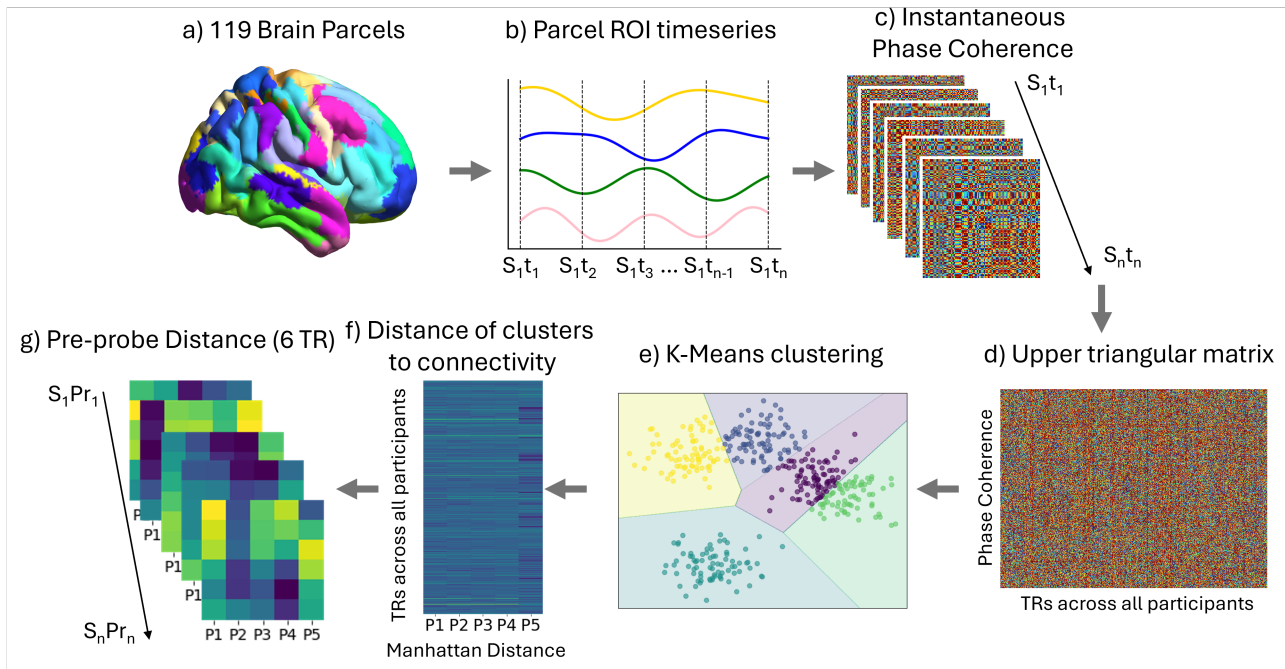 a) 119 Brain Parcels
b) Parcel ROI timeseries
S₁t₁ S₁t₂ S₁t₃ ... S₁tₙ₋₁ S₁tₙ
c) Instantaneous
Phase Coherence
S₁t₁
Sₙtₙ
d) Upper triangular matrix
Phase Coherence
TRs across all participants
e) K-Means clustering
f) Distance of clusters
to connectivity
TRs across all participants
P1 P2 P3 P4 P5
Manhattan Distance
g) Pre-probe Distance (6 TR)
S₁Pr₁
P
P1
P1
P1
P1 P2 P3 P4 P5
SₙPrₙ